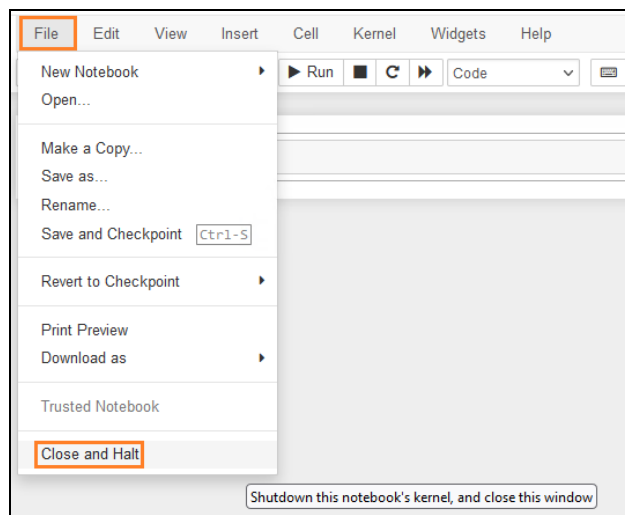 File Edit View Insert Cell Kernel Widgets Help
New Notebook
Run Code
Open...
Make a Copy...
Save as...
Rename...
Save and Checkpoint Ctrl-S
Revert to Checkpoint
Print Preview
Download as
Trusted Notebook
Close and Halt
Shutdown this notebook's kernel, and close this window